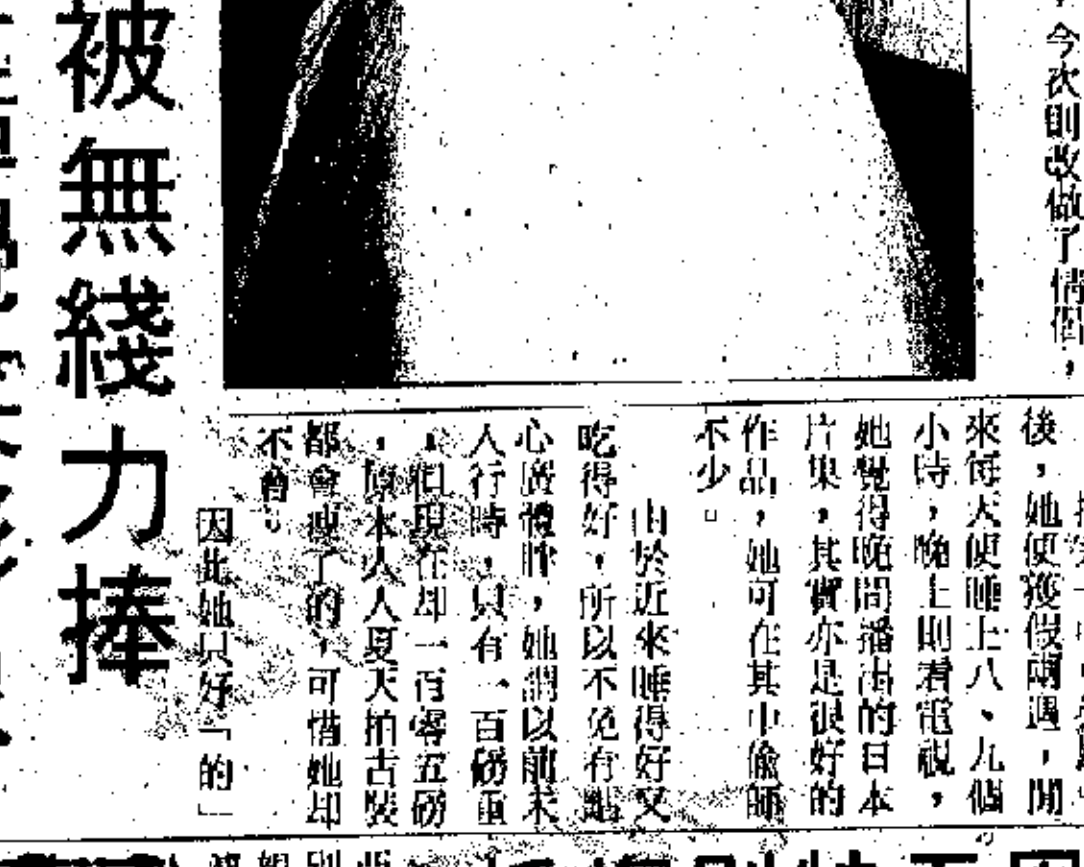 ，今次則改做了情侶，
後，她便獲假兩週，閒
來每天便睡上八、九個
小時，晚上則看電視，
她覺得晚間播出的日本
片集，其實亦是很好的
作品，她可在其中偷師
不少。
由於近來睡得好又
吃得好，所以不免有點
心廣體胖，她謂以前未
入行時，只有一百磅重
，但現在却一百零五磅
，原本人人夏天拍古裝
都會瘦了的，可惜她却
不會。
因此她只好「的」
被無綫力捧